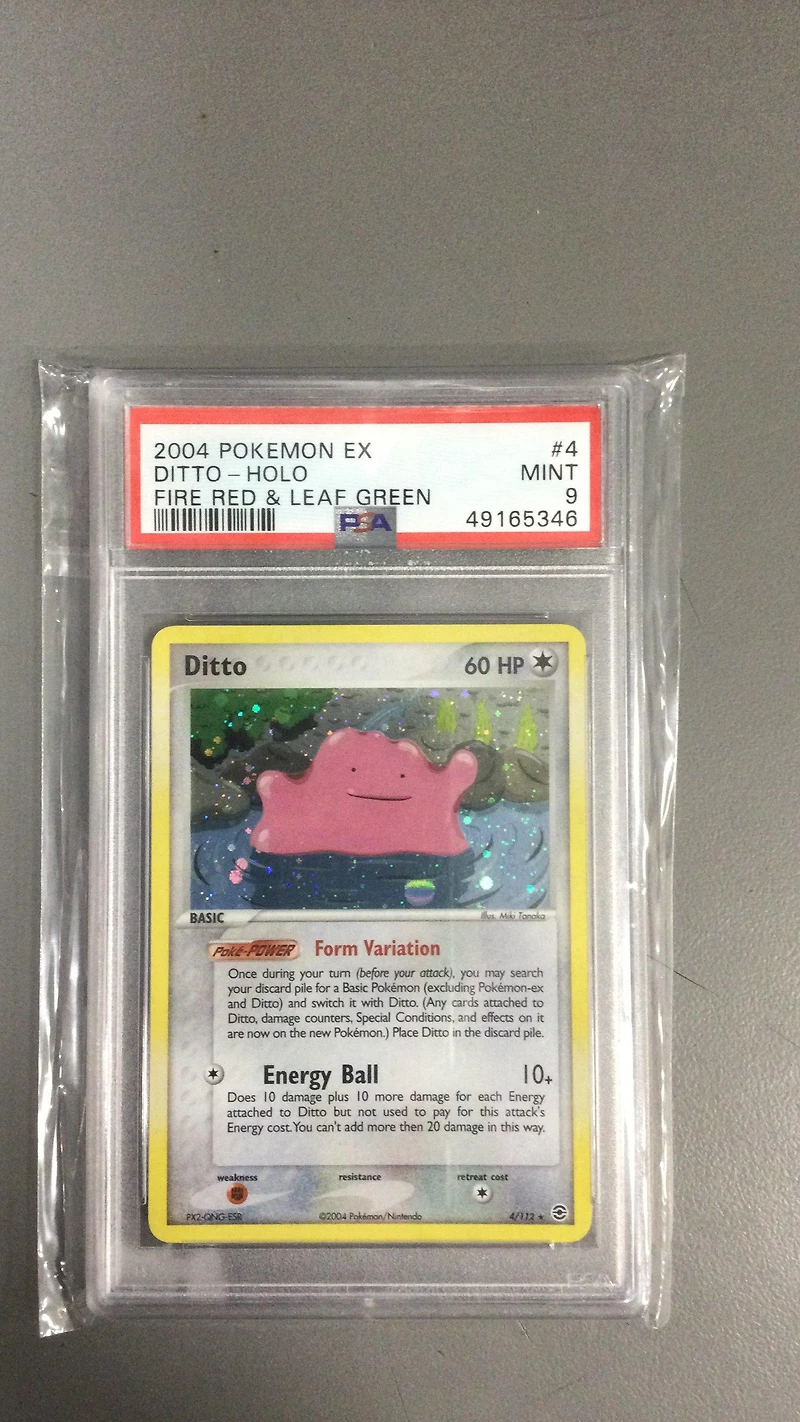 2004 POKEMON EX #4
DITTO – HOLO MINT
FIRE RED & LEAF GREEN 9
PSA 49165346
Ditto 60 HP
BASIC Illus. Miki Tanaka
Poké-POWER Form Variation
Once during your turn (before your attack), you may search
your discard pile for a Basic Pokémon (excluding Pokémon-ex
and Ditto) and switch it with Ditto. (Any cards attached to
Ditto, damage counters, Special Conditions, and effects on it
are now on the new Pokémon.) Place Ditto in the discard pile.
Energy Ball 10+
Does 10 damage plus 10 more damage for each Energy
attached to Ditto but not used to pay for this attack's
Energy cost. You can't add more then 20 damage in this way.
weakness resistance retreat cost
PX2-QNG-ESR ©2004 Pokémon/Nintendo 4/112 ★